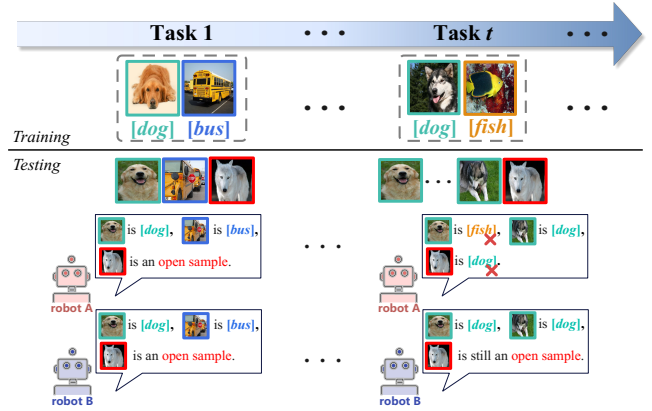 Task 1 • • • Task t • • •
• • • • • •
[dog] [bus] [dog] [fish]
Training
Testing
• • •
is [dog], is [bus],
is an open sample.
robot A
• • •
is [fish], is [dog],
is [dog].
robot A
is [dog], is [bus],
is an open sample.
robot B
• • •
is [dog], is [dog],
is still an open sample.
robot B